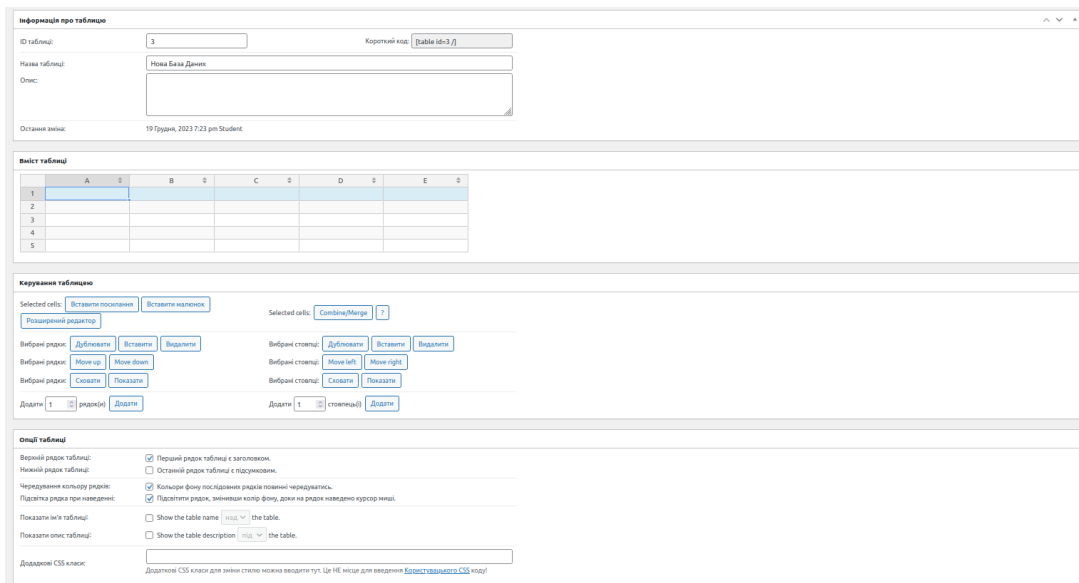 Інформація про таблицю
ID таблиці: 3 Короткий код: [table id=3 /]
Назва таблиці: Нова База Даних
Опис:
Остання зміна: 19 Грудня, 2023 7:23 pm Student
Вміст таблиці
A B C D E
1
2
3
4
5
Керування таблицею
Selected cells: Вставити посилання Вставити малюнок
Розширений редактор
Selected cells: Combine/Merge ?
Вибрані рядки: Дублювати Вставити Видалити Вибрані стовпці: Дублювати Вставити Видалити
Вибрані рядки: Move up Move down Вибрані стовпці: Move left Move right
Вибрані рядки: Сховати Показати Вибрані стовпці: Сховати Показати
Додати 1 рядок(и) Додати Додати 1 стовпець(і) Додати
Опції таблиці
Верхній рядок таблиці: Перший рядок таблиці є заголовком.
Нижній рядок таблиці: Останній рядок таблиці є підсумковим.
Чередування кольору рядків: Кольори фону послідовних рядків повинні чередуватись.
Підсвітка рядка при наведенні: Підсвітити рядок, змінивши колір фону, доки на рядок наведено курсор миші.
Показати ім'я таблиці: Show the table name над the table.
Показати опис таблиці: Show the table description під the table.
Додадкові CSS класи:
Додаткові CSS класи для зміни стилю можна вводити тут. Це НЕ місце для введення Користувацького CSS коду!